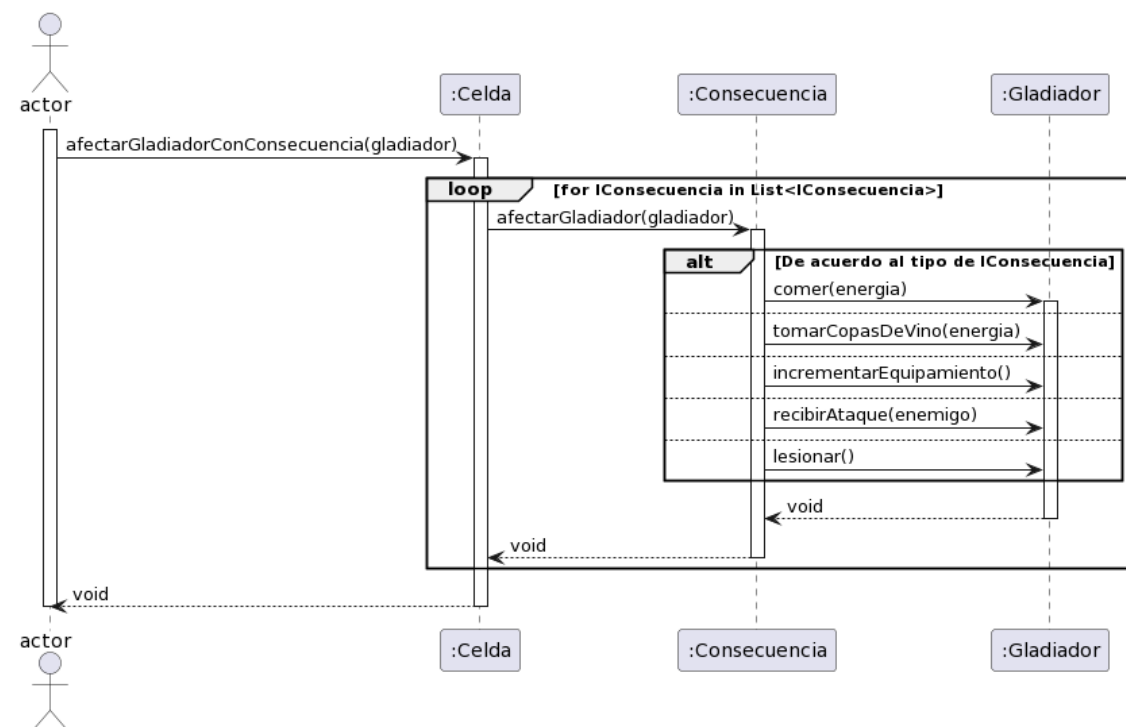 actor
:Celda
:Consecuencia
:Gladiador
afectarGladiadorConConsecuencia(gladiador)
loop
[for IConsecuencia in List<IConsecuencia>]
afectarGladiador(gladiador)
alt
[De acuerdo al tipo de IConsecuencia]
comer(energia)
tomarCopasDeVino(energia)
incrementarEquipamiento()
recibirAtaque(enemigo)
lesionar()
void
void
void
actor
:Celda
:Consecuencia
:Gladiador